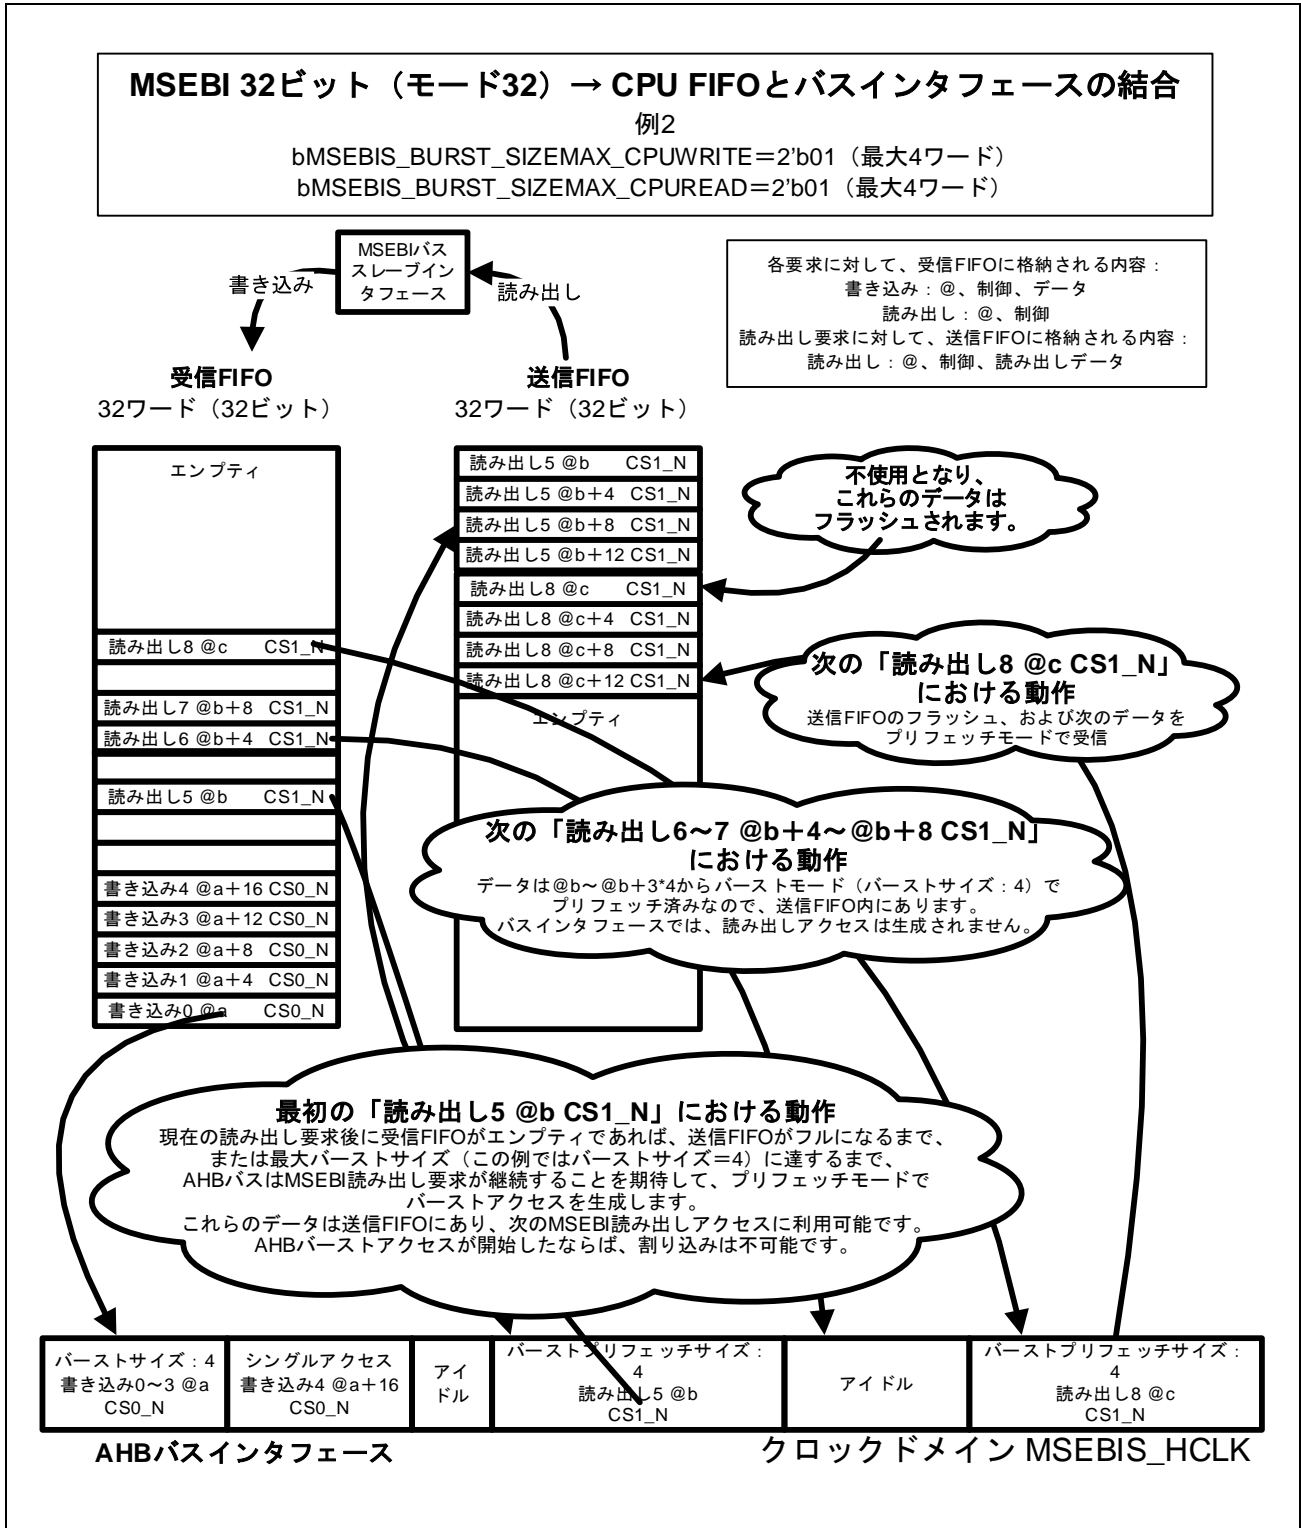 MSEBI 32ビット（モード32）→ CPU FIFOとバスインタフェースの結合
例2
bMSEBIS_BURST_SIZEMAX_CPUWRITE＝2'b01（最大4ワード）
bMSEBIS_BURST_SIZEMAX_CPUREAD＝2'b01（最大4ワード）
MSEBIバス
スレーブイン
タフェース
書き込み
読み出し
各要求に対して、受信FIFOに格納される内容：
書き込み：@、制御、データ
読み出し：@、制御
読み出し要求に対して、送信FIFOに格納される内容：
読み出し：@、制御、読み出しデータ
受信FIFO
32ワード（32ビット）
送信FIFO
32ワード（32ビット）
エンプティ
読み出し8 @c CS1_N
読み出し7 @b＋8 CS1_N
読み出し6 @b＋4 CS1_N
読み出し5 @b CS1_N
書き込み4 @a＋16 CS0_N
書き込み3 @a＋12 CS0_N
書き込み2 @a＋8 CS0_N
書き込み1 @a＋4 CS0_N
書き込み0 @a CS0_N
読み出し5 @b CS1_N
読み出し5 @b＋4 CS1_N
読み出し5 @b＋8 CS1_N
読み出し5 @b＋12 CS1_N
読み出し8 @c CS1_N
読み出し8 @c＋4 CS1_N
読み出し8 @c＋8 CS1_N
読み出し8 @c＋12 CS1_N
エンプティ
不使用となり、
これらのデータは
フラッシュされます。
次の「読み出し8 @c CS1_N」
における動作
送信FIFOのフラッシュ、および次のデータを
プリフェッチモードで受信
次の「読み出し6～7 @b＋4～@b＋8 CS1_N」
における動作
データは@b～@b＋3*4からバーストモード（バーストサイズ：4）で
プリフェッチ済みなので、送信FIFO内にあります。
バスインタフェースでは、読み出しアクセスは生成されません。
最初の「読み出し5 @b CS1_N」における動作
現在の読み出し要求後に受信FIFOがエンプティであれば、送信FIFOがフルになるまで、
または最大バーストサイズ（この例ではバーストサイズ＝4）に達するまで、
AHBバスはMSEBI読み出し要求が継続することを期待して、プリフェッチモードで
バーストアクセスを生成します。
これらのデータは送信FIFOにあり、次のMSEBI読み出しアクセスに利用可能です。
AHBバーストアクセスが開始したならば、割り込みは不可能です。
バーストサイズ：4
書き込み0～3 @a
CS0_N
シングルアクセス
書き込み4 @a＋16
CS0_N
アイ
ドル
バーストプリフェッチサイズ：
4
読み出し5 @b
CS1_N
アイドル
バーストプリフェッチサイズ：
4
読み出し8 @c
CS1_N
AHBバスインタフェース
クロックドメイン MSEBIS_HCLK